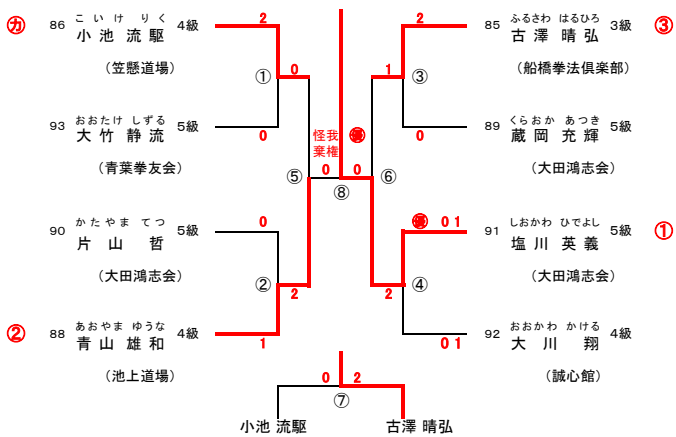 カ 86 こいけ りく 小池 流駆 4級
（笠懸道場）
93 おおたけ しずる 大竹 静流 5級
（青葉拳友会）
90 かたやま てつ 片山 哲 5級
（大田鴻志会）
② 88 あおやま ゆうな 青山 雄和 4級
（池上道場）
2
① 0
0
⑤
0
②
2
1
怪我
棄権
0 0
⑧
2
1 ③
0
⑥
0 1
④
2
0 1
85 ふるさわ はるひろ 古澤 晴弘 3級 ③
（船橋拳法倶楽部）
89 くらおか あつき 蔵岡 充輝 5級
（大田鴻志会）
91 しおかわ ひでよし 塩川 英義 5級 ①
（大田鴻志会）
92 おおかわ かける 大川 翔 4級
（誠心館）
0 2
⑦
小池 流駆 古澤 晴弘